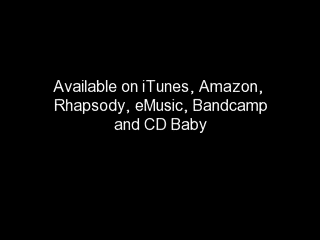 Available on iTunes, Amazon,
Rhapsody, eMusic, Bandcamp
and CD Baby